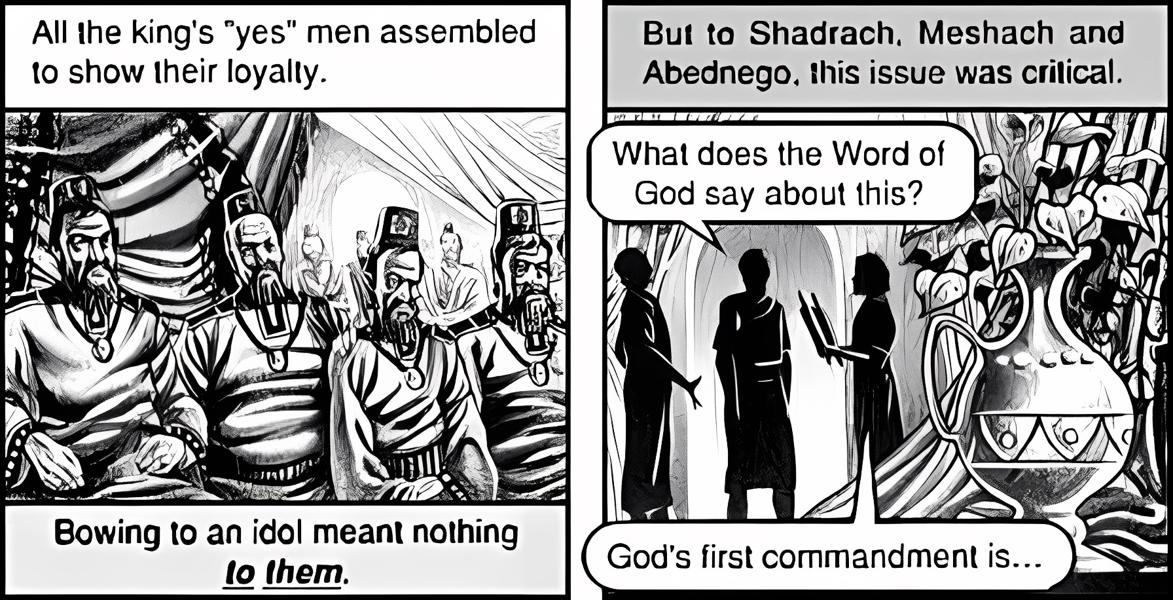 All the king's "yes" men assembled
to show their loyalty.
Bowing to an idol meant nothing
to them.
But to Shadrach, Meshach and
Abednego, this issue was critical.
What does the Word of
God say about this?
God's first commandment is...